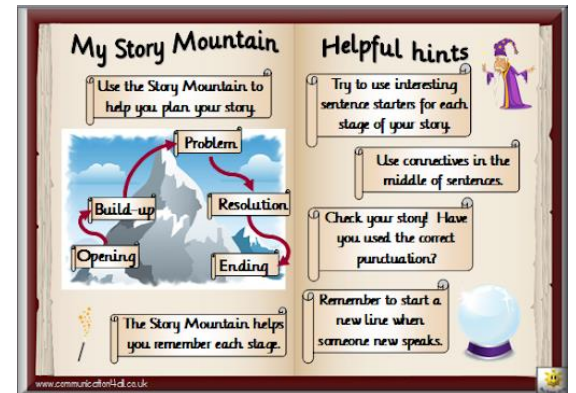 My Story Mountain
Use the Story Mountain to
help you plan your story.
Problem
Build-up
Resolution
Opening
Ending
The Story Mountain helps
you remember each stage.
www.communication4all.co.uk
Helpful hints
Try to use interesting
sentence starters for each
stage of your story.
Use connectives in the
middle of sentences.
Check your story! Have
you used the correct
punctuation?
Remember to start a
new line when
someone new speaks.